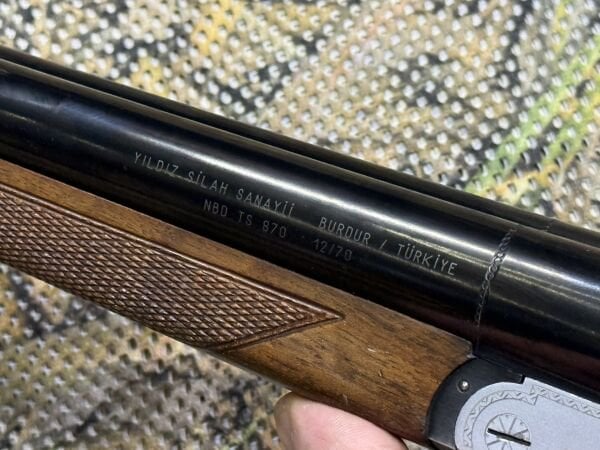 YILDIZ SİLAH SANAYİİ BURDUR / TÜRKİYE
NBD TS 870 - 12/70